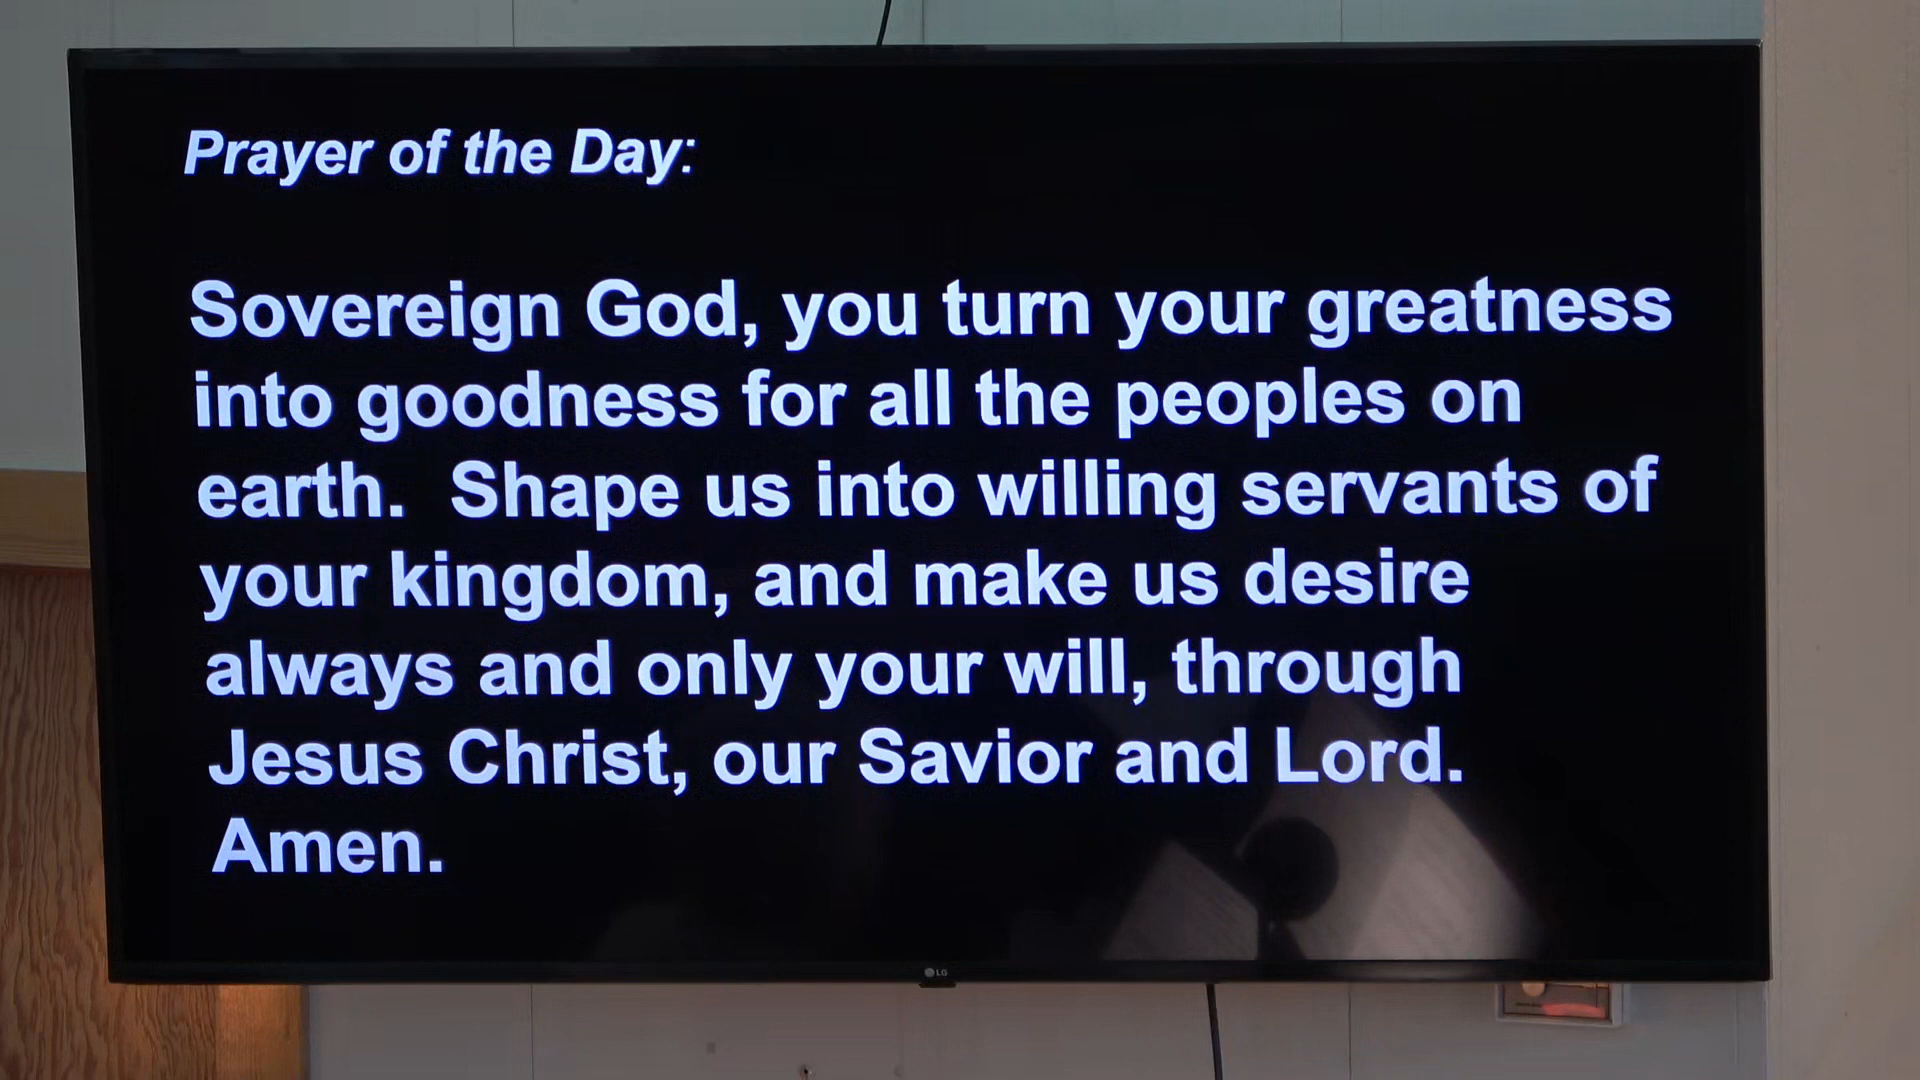 Prayer of the Day:
Sovereign God, you turn your greatness
into goodness for all the peoples on
earth.  Shape us into willing servants of
your kingdom, and make us desire
always and only your will, through
Jesus Christ, our Savior and Lord.
Amen.
LG